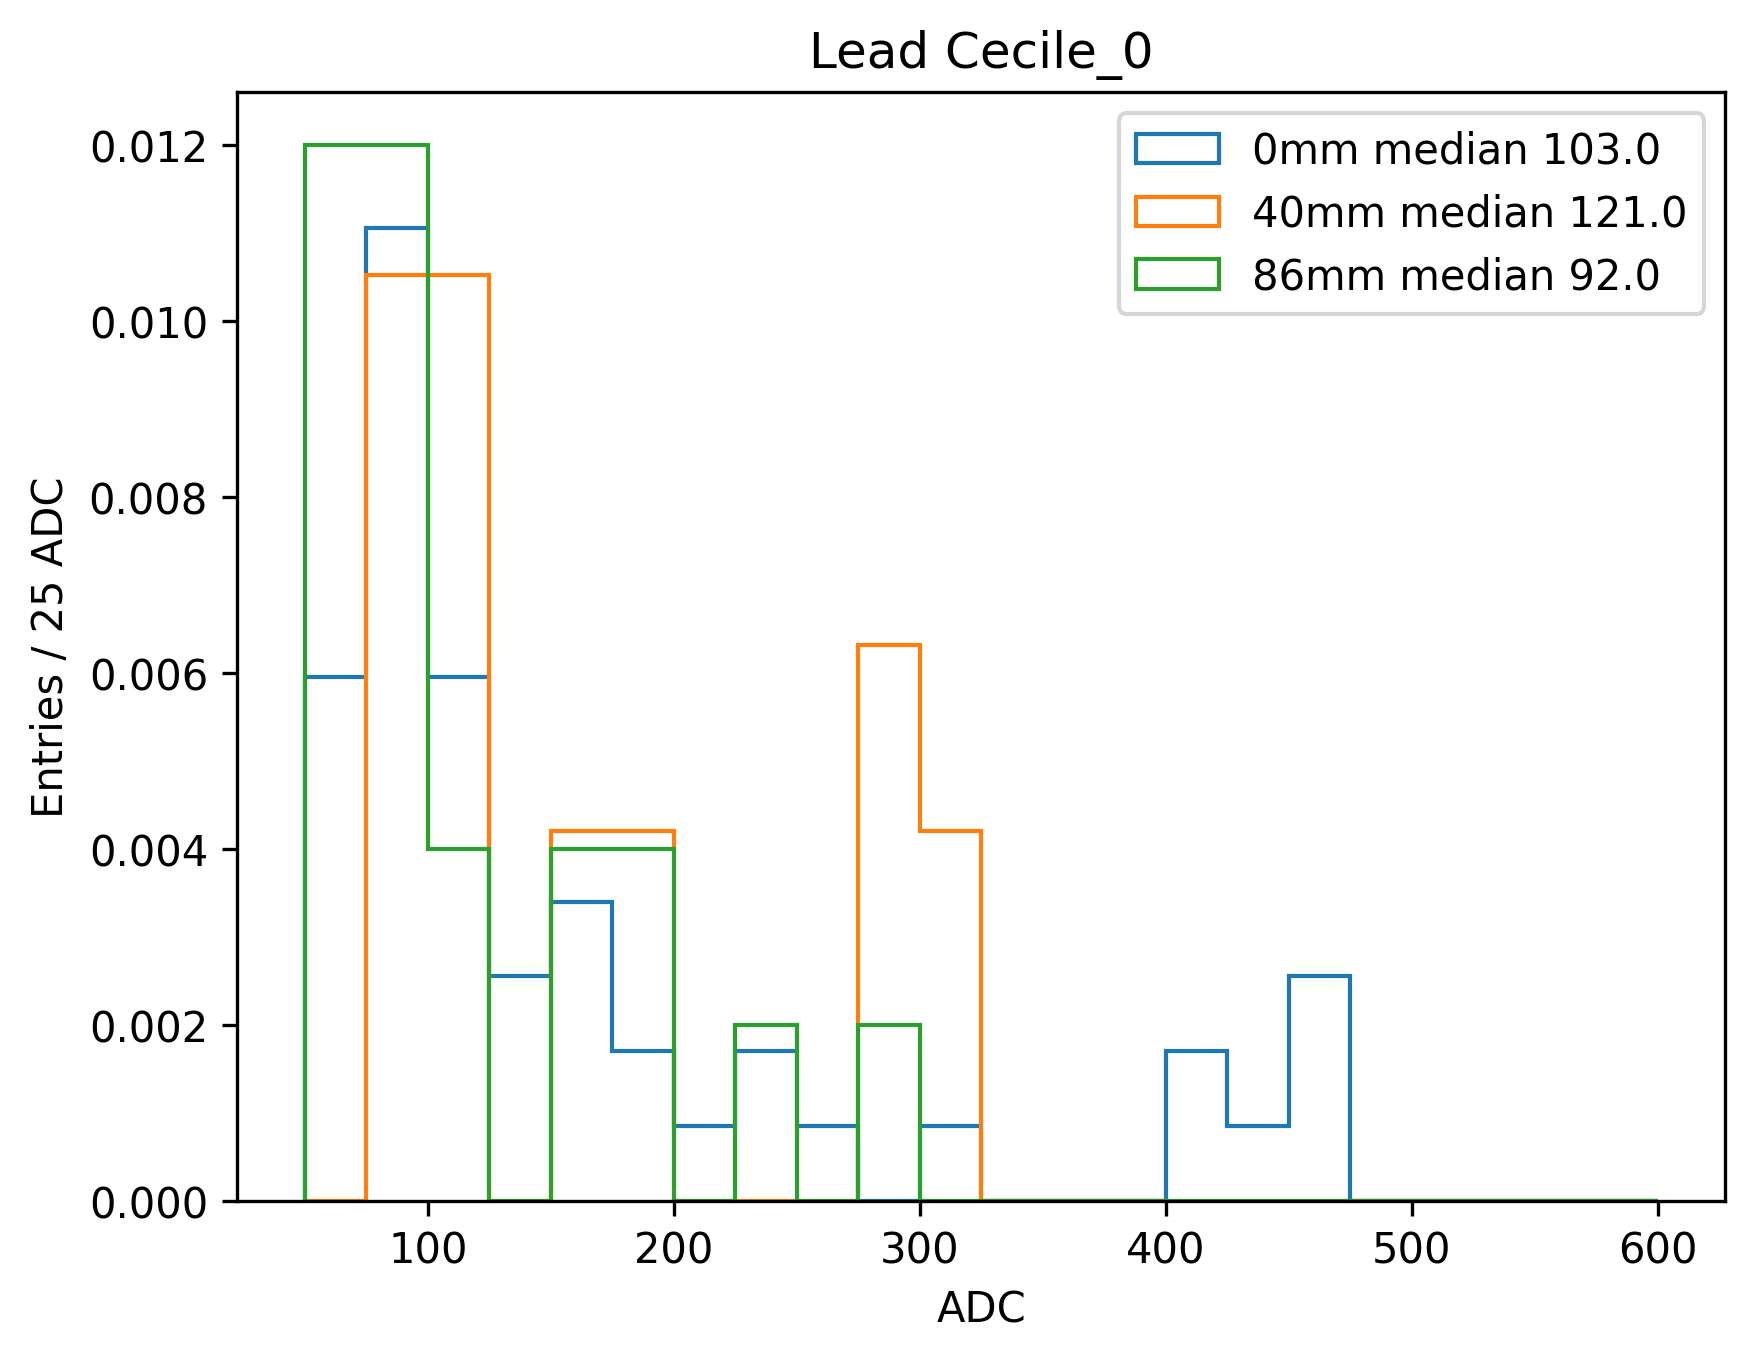 Lead Cecile_0
0mm median 103.0
40mm median 121.0
86mm median 92.0
Entries / 25 ADC
0.012
0.010
0.008
0.006
0.004
0.002
0.000
100 200 300 400 500 600
ADC